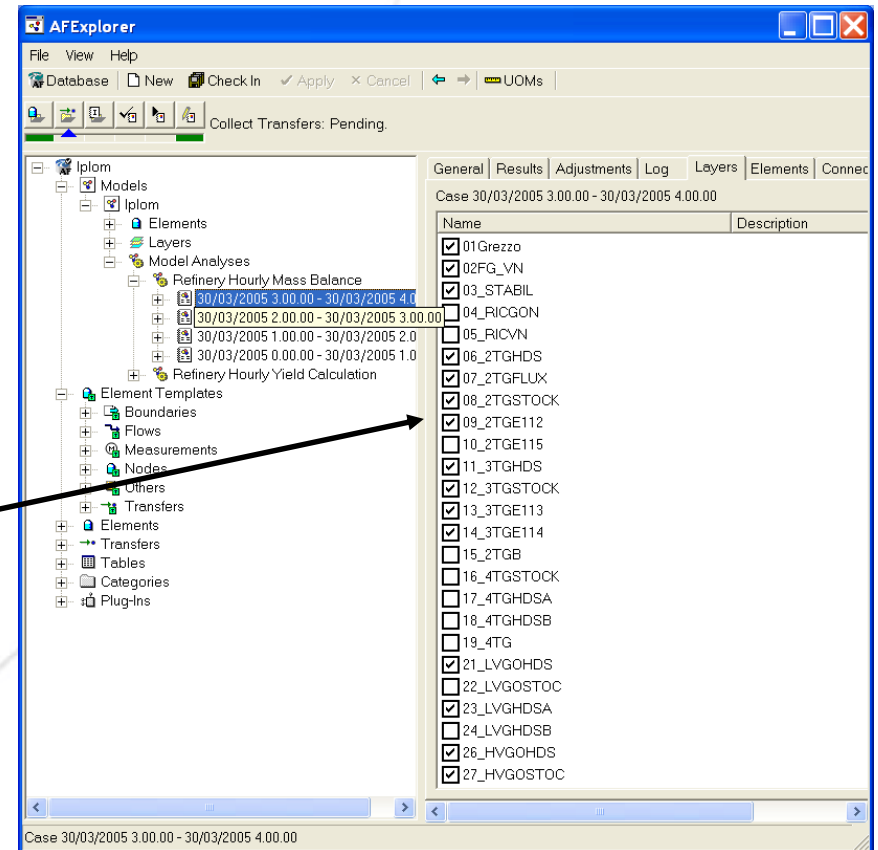 AFExplorer
File View Help
Database New Check In Apply Cancel UOMs
Collect Transfers: Pending.
Iplom
Models
Iplom
Elements
Layers
Model Analyses
Refinery Hourly Mass Balance
30/03/2005 3.00.00 - 30/03/2005 4.0
30/03/2005 2.00.00 - 30/03/2005 3.00.00
30/03/2005 1.00.00 - 30/03/2005 2.0
30/03/2005 0.00.00 - 30/03/2005 1.0
Refinery Hourly Yield Calculation
Element Templates
Boundaries
Flows
Measurements
Nodes
Others
Transfers
Elements
Transfers
Tables
Categories
Plug-Ins
General Results Adjustments Log Layers Elements Connec
Case 30/03/2005 3.00.00 - 30/03/2005 4.00.00
Name Description
01Grezzo
02FG_VN
03_STABIL
04_RICGON
05_RICVN
06_2TGHDS
07_2TGFLUX
08_2TGSTOCK
09_2TGE112
10_2TGE115
11_3TGHDS
12_3TGSTOCK
13_3TGE113
14_3TGE114
15_2TGB
16_4TGSTOCK
17_4TGHDSA
18_4TGHDSB
19_4TG
21_LVGOHDS
22_LVGOSTOC
23_LVGHDSA
24_LVGHDSB
26_HVGOHDS
27_HVGOSTOC
Case 30/03/2005 3.00.00 - 30/03/2005 4.00.00